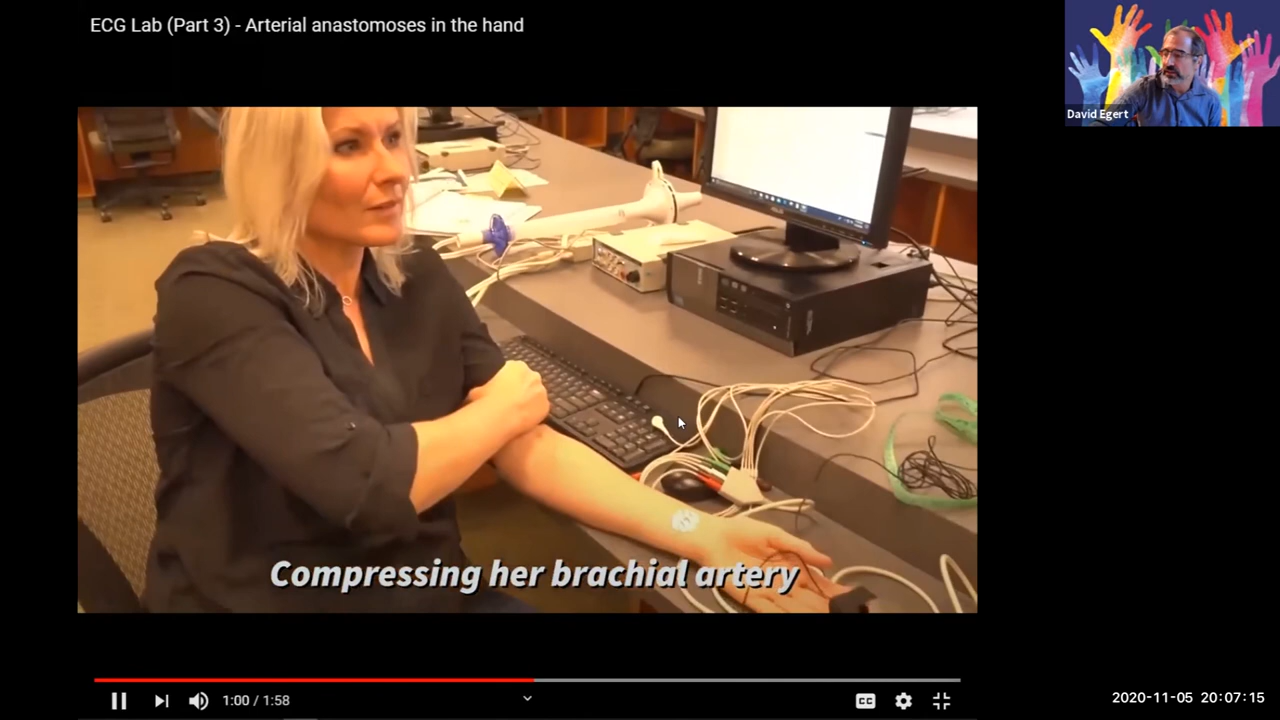 ECG Lab (Part 3) - Arterial anastomoses in the hand
David Egert
Compressing her brachial artery
1:00 / 1:58
CC
2020-11-05 20:07:15